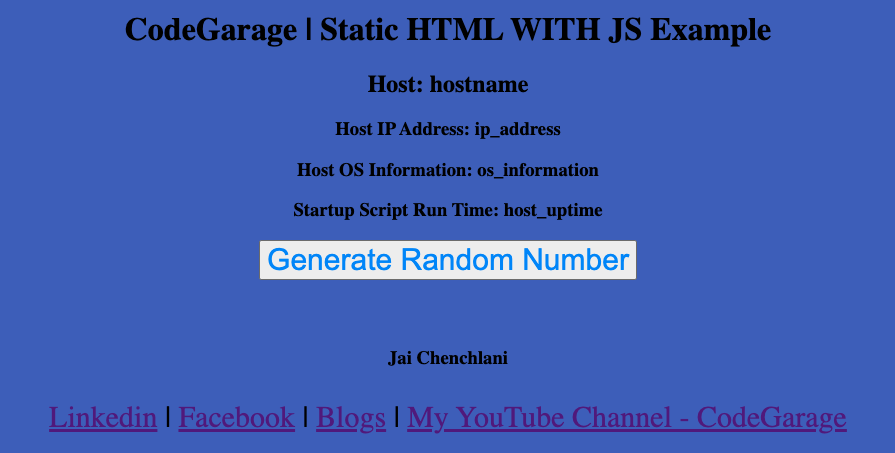 CodeGarage | Static HTML WITH JS Example
Host: hostname
Host IP Address: ip_address
Host OS Information: os_information
Startup Script Run Time: host_uptime
Generate Random Number
Jai Chenchlani
Linkedin | Facebook | Blogs | My YouTube Channel - CodeGarage